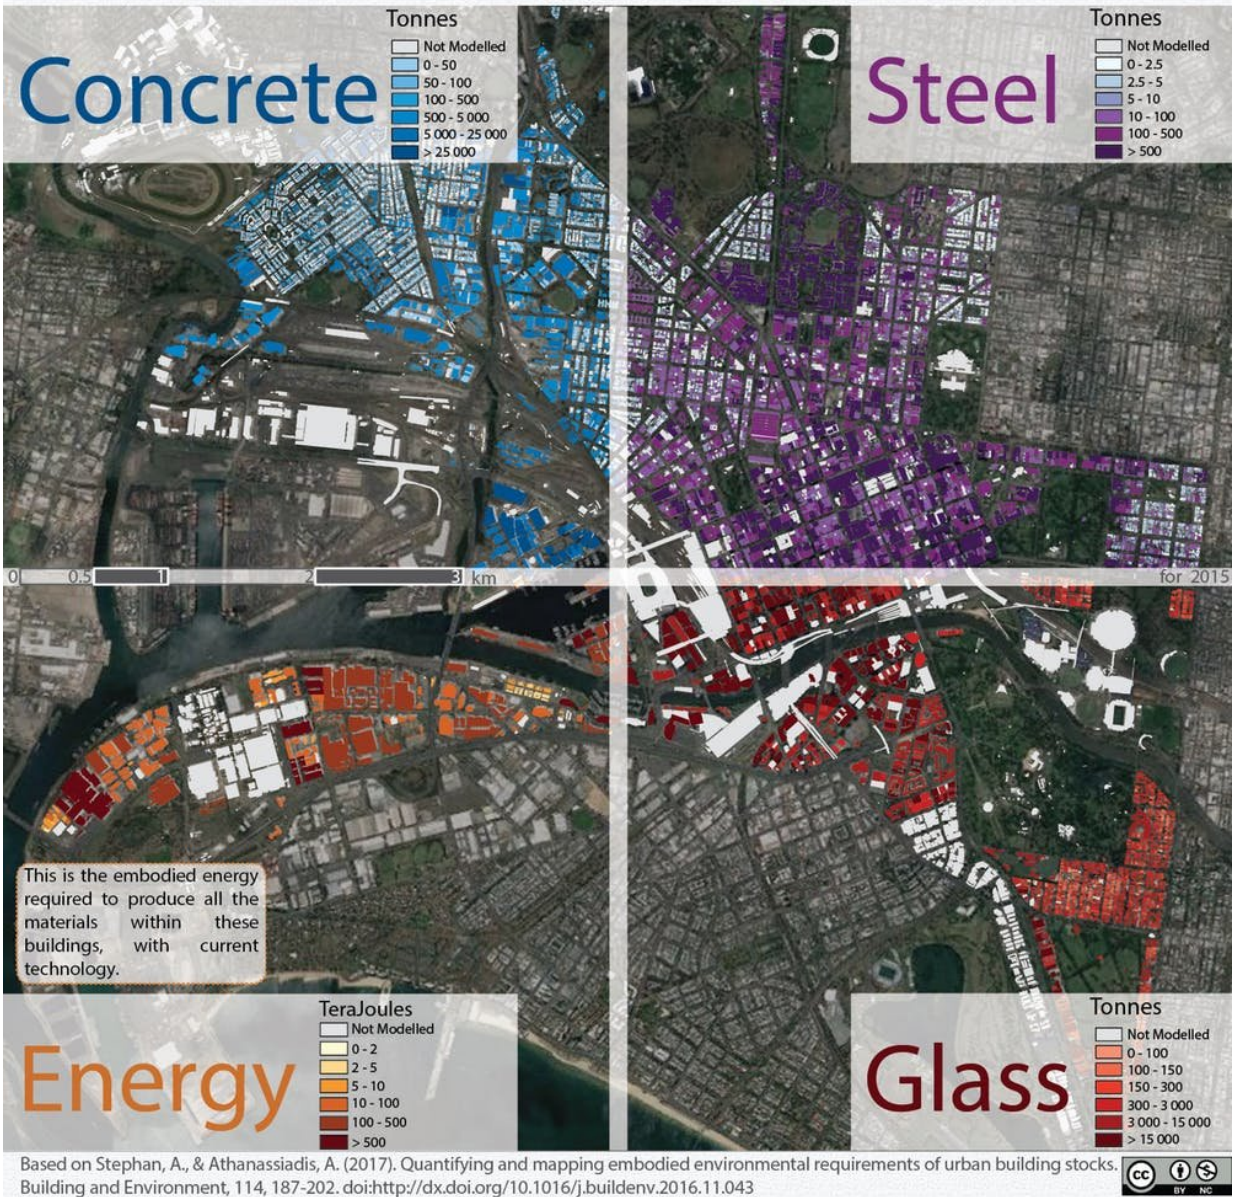 Concrete
Tonnes
Not Modelled
0 - 50
50 - 100
100 - 500
500 - 5 000
5 000 - 25 000
> 25 000
Steel
Tonnes
Not Modelled
0 - 2.5
2.5 - 5
5 - 10
10 - 100
100 - 500
> 500
0 0.5 1 2 3 km
for 2015
This is the embodied energy
required to produce all the
materials within these
buildings, with current
technology.
Energy
TeraJoules
Not Modelled
0 - 2
2 - 5
5 - 10
10 - 100
100 - 500
> 500
Glass
Tonnes
Not Modelled
0 - 100
100 - 150
150 - 300
300 - 3 000
3 000 - 15 000
> 15 000
Based on Stephan, A., & Athanassiadis, A. (2017). Quantifying and mapping embodied environmental requirements of urban building stocks.
Building and Environment, 114, 187-202. doi:http://dx.doi.org/10.1016/j.buildenv.2016.11.043
cc
BY NC